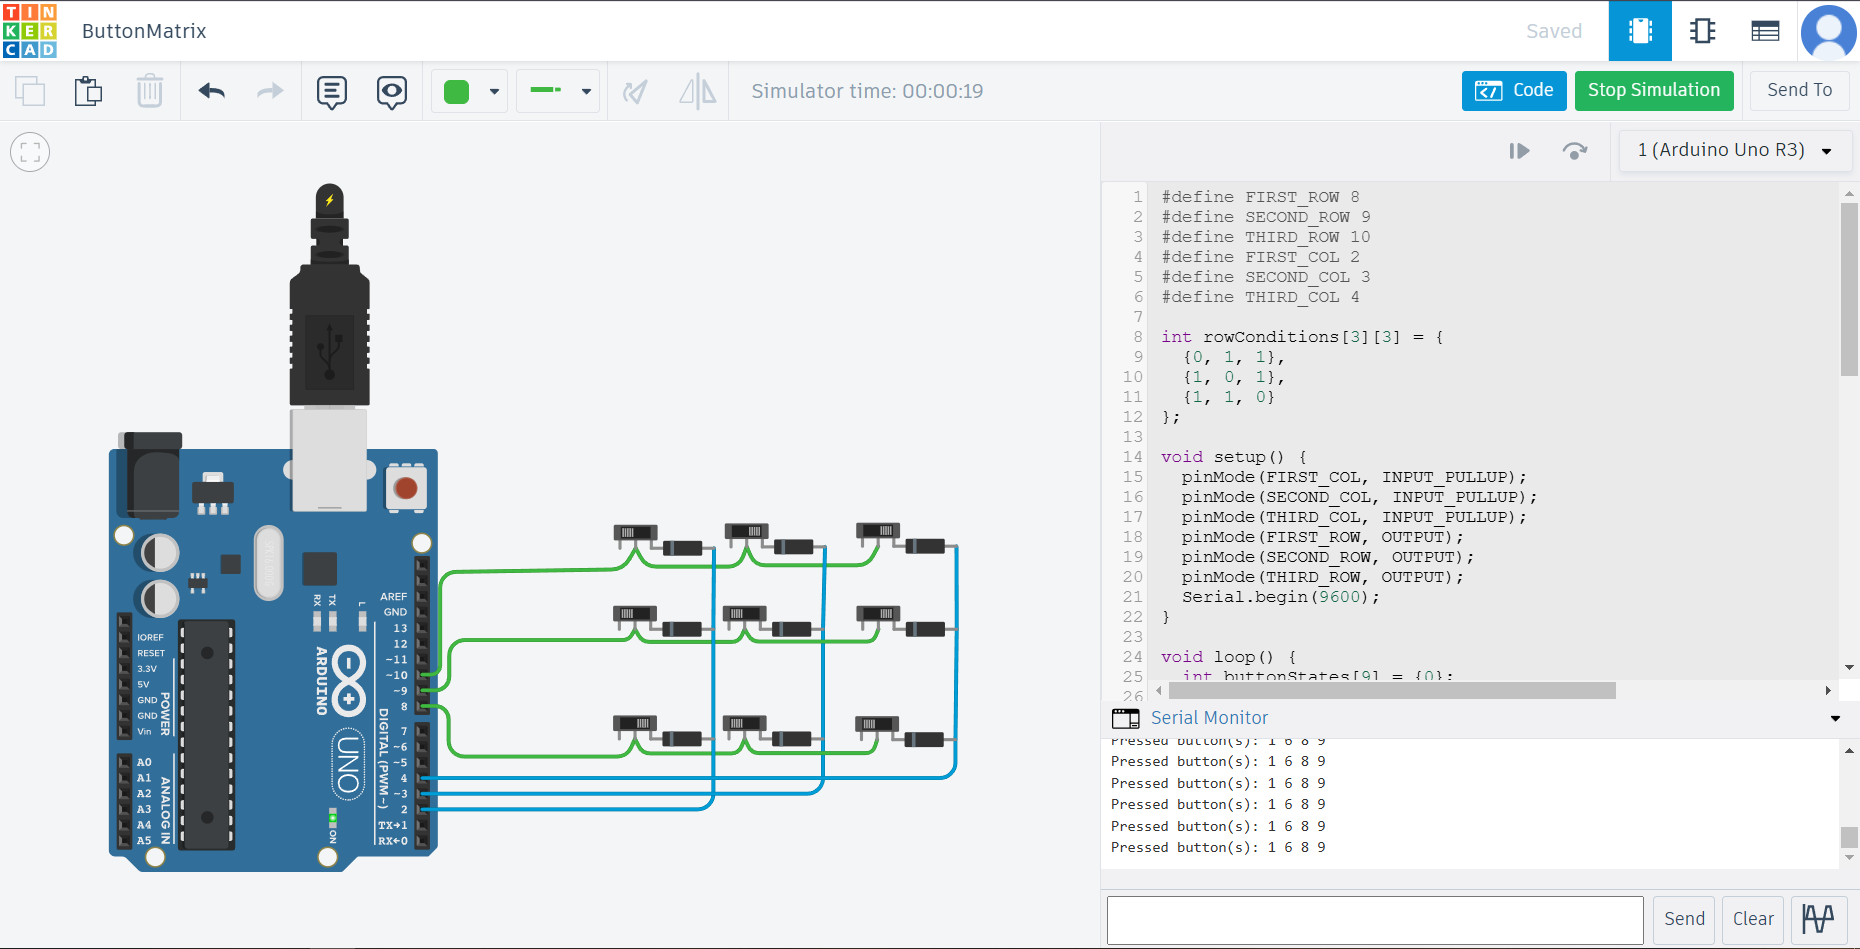 TIN
KER
CAD
ButtonMatrix
Saved
Simulator time: 00:00:19
Code
Stop Simulation
Send To
1 (Arduino Uno R3)
1 #define FIRST_ROW 8
2 #define SECOND_ROW 9
3 #define THIRD_ROW 10
4 #define FIRST_COL 2
5 #define SECOND_COL 3
6 #define THIRD_COL 4
7
8 int rowConditions[3][3] = {
9 {0, 1, 1},
10 {1, 0, 1},
11 {1, 1, 0}
12 };
13
14 void setup() {
15 pinMode(FIRST_COL, INPUT_PULLUP);
16 pinMode(SECOND_COL, INPUT_PULLUP);
17 pinMode(THIRD_COL, INPUT_PULLUP);
18 pinMode(FIRST_ROW, OUTPUT);
19 pinMode(SECOND_ROW, OUTPUT);
20 pinMode(THIRD_ROW, OUTPUT);
21 Serial.begin(9600);
22 }
23
24 void loop() {
25 int buttonStates[9] = {0};
26
Serial Monitor
Pressed button(s): 1 6 8 9
Pressed button(s): 1 6 8 9
Pressed button(s): 1 6 8 9
Pressed button(s): 1 6 8 9
Pressed button(s): 1 6 8 9
Pressed button(s): 1 6 8 9
Send
Clear
AREF
GND
13
12
~11
~10
~9
8
7
~6
~5
4
~3
2
TX→1
RX←0
DIGITAL (PWM~)
RX
TX
L
ARDUINO
UNO
ON
IOREF
RESET
3.3V
5V
GND
GND
Vin
POWER
A0
A1
A2
A3
A4
A5
ANALOG IN